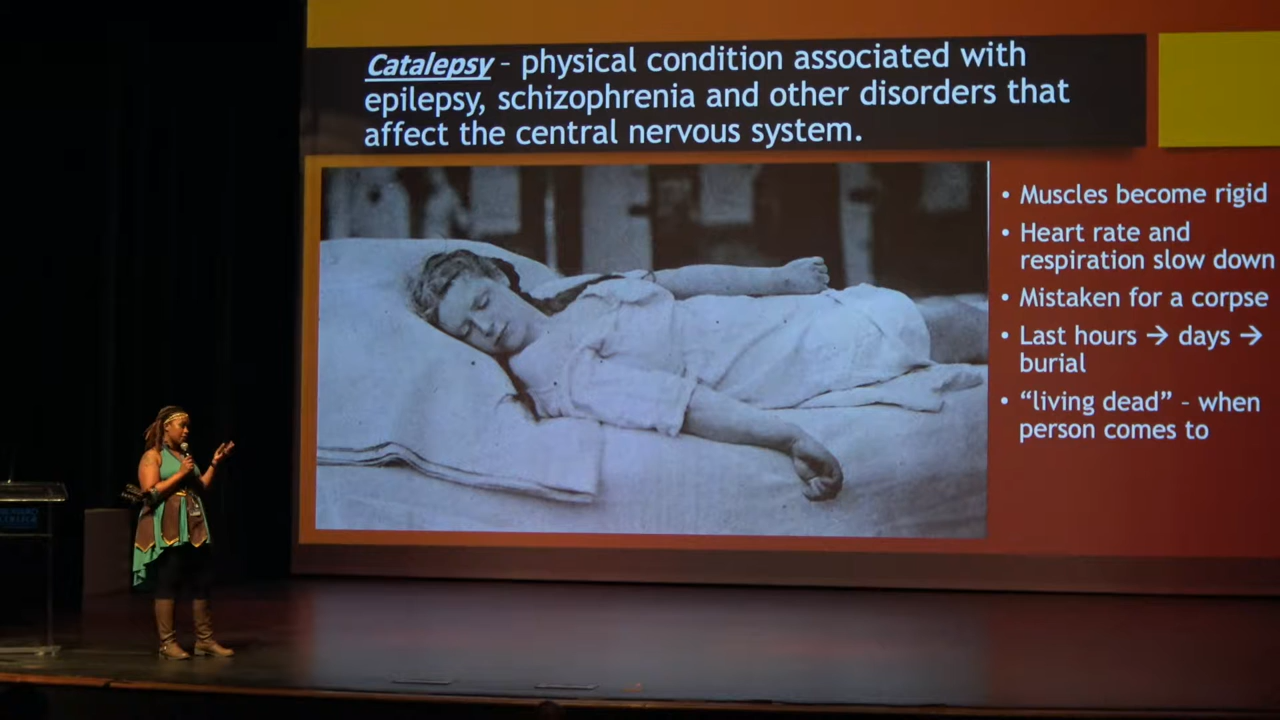 Catalepsy – physical condition associated with
epilepsy, schizophrenia and other disorders that
affect the central nervous system.
• Muscles become rigid
• Heart rate and
respiration slow down
• Mistaken for a corpse
• Last hours → days →
burial
• “living dead” – when
person comes to